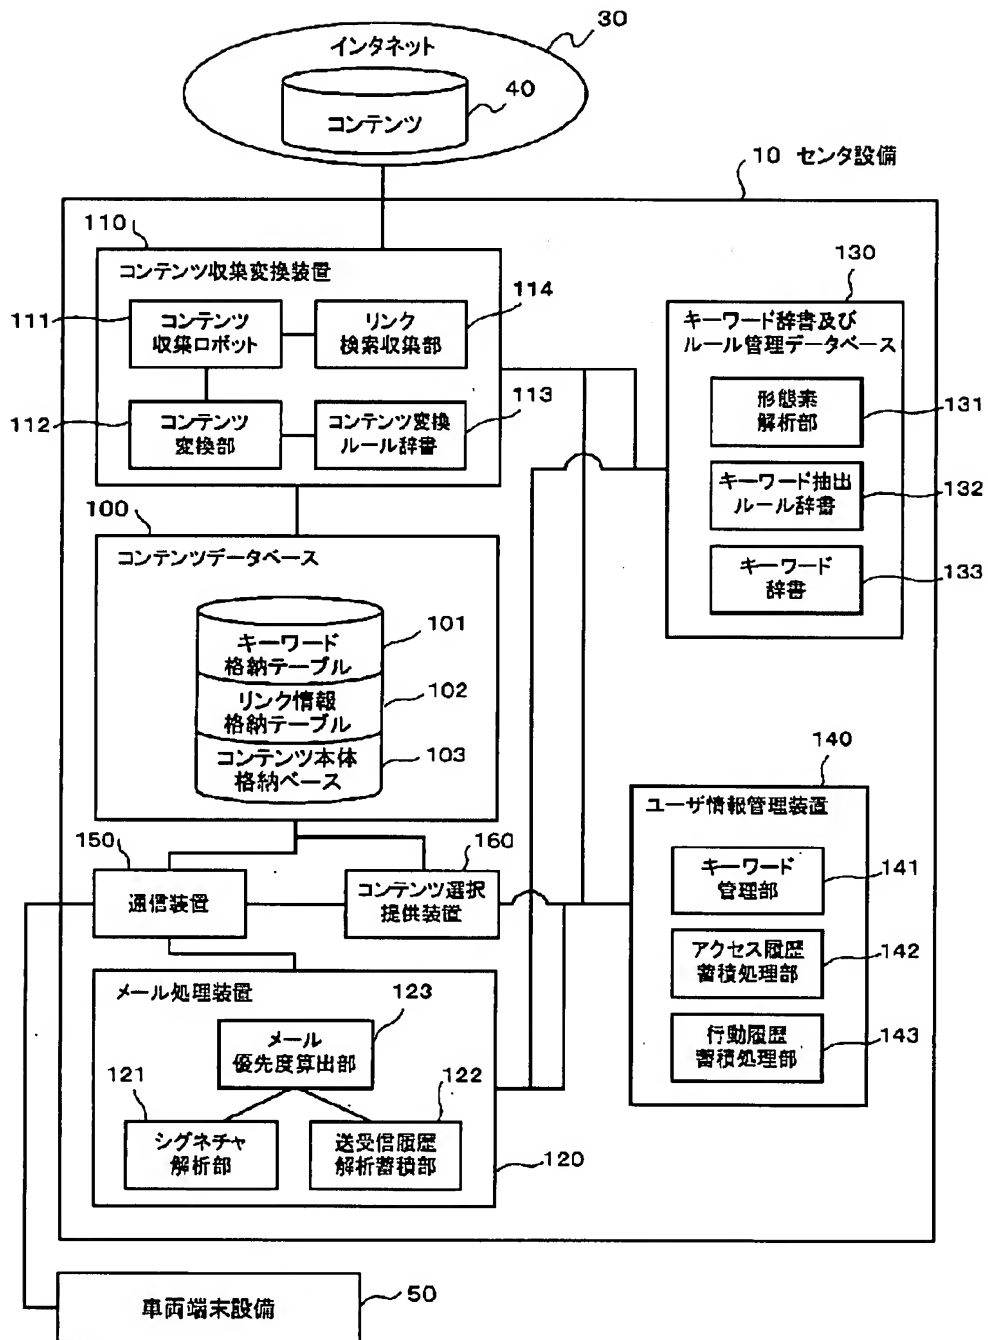 30
インタネット
40
コンテンツ
10 センタ設備
110
コンテンツ収集変換装置
111
コンテンツ
収集ロボット
114
リンク
検索収集部
112
コンテンツ
変換部
113
コンテンツ変換
ルール辞書
130
キーワード辞書及び
ルール管理データベース
形態素
解析部
131
キーワード抽出
ルール辞書
132
キーワード
辞書
133
100
コンテンツデータベース
キーワード
格納テーブル
101
リンク情報
格納テーブル
102
コンテンツ本体
格納ベース
103
150
通信装置
160
コンテンツ選択
提供装置
140
ユーザ情報管理装置
キーワード
管理部
141
アクセス履歴
蓄積処理部
142
行動履歴
蓄積処理部
143
メール処理装置
123
メール
優先度算出部
121
シグネチャ
解析部
122
送受信履歴
解析蓄積部
120
車両端末設備
50